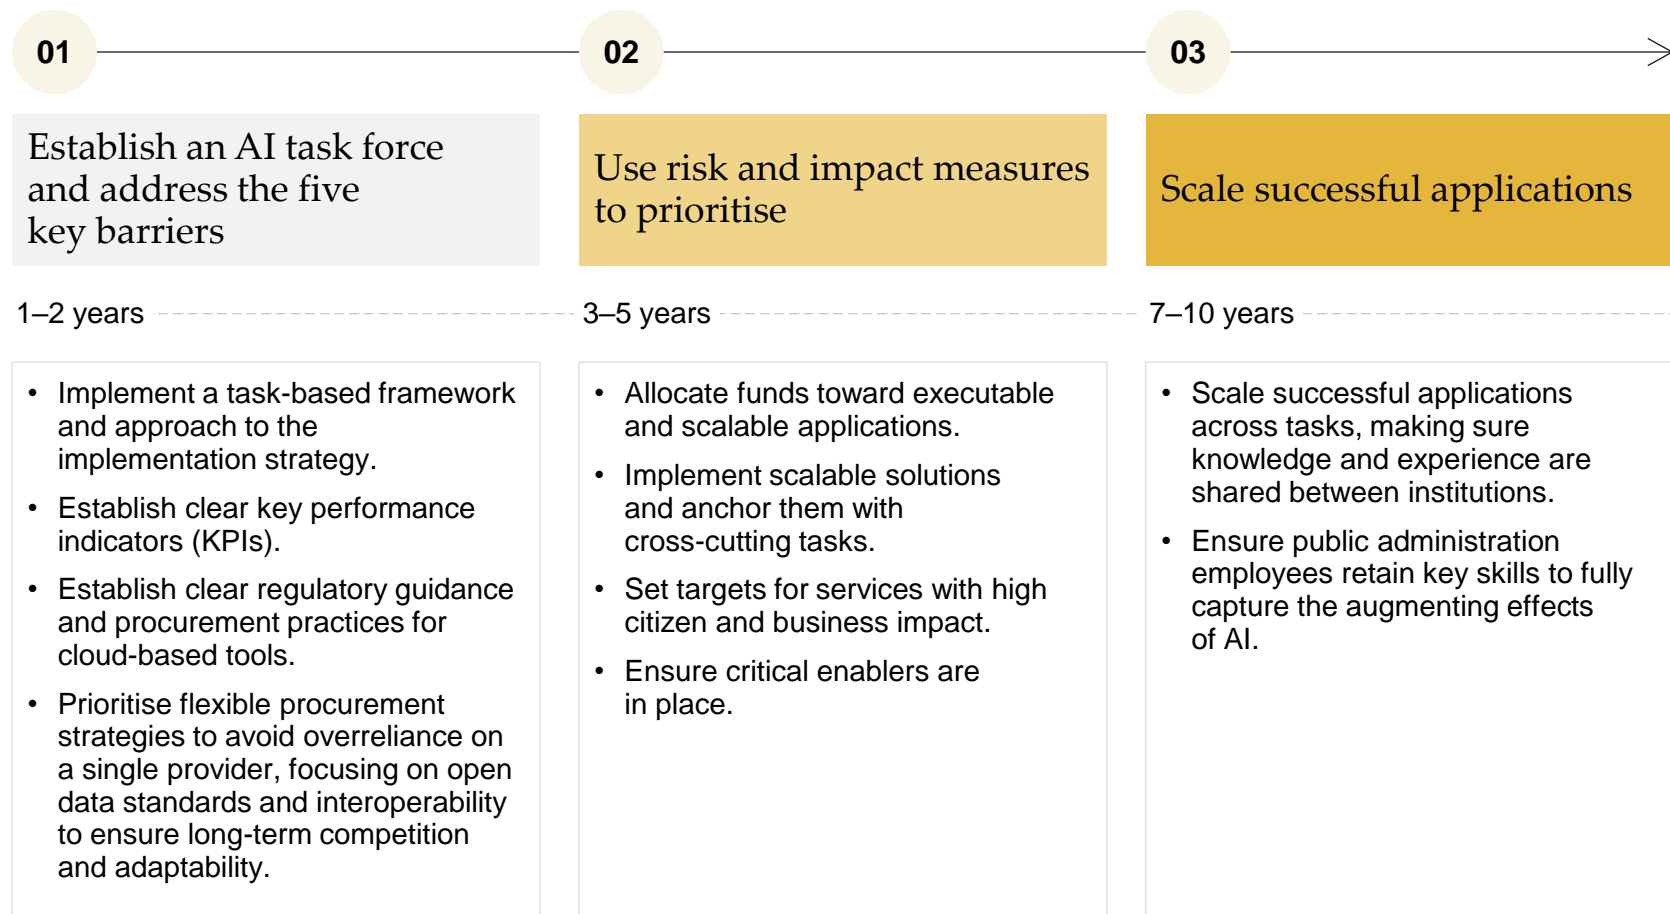 01
02
03
Establish an AI task force
and address the five
key barriers
Use risk and impact measures
to prioritise
Scale successful applications
1–2 years
3–5 years
7–10 years
• Implement a task-based framework
and approach to the
implementation strategy.
• Establish clear key performance
indicators (KPIs).
• Establish clear regulatory guidance
and procurement practices for
cloud-based tools.
• Prioritise flexible procurement
strategies to avoid overreliance on
a single provider, focusing on open
data standards and interoperability
to ensure long-term competition
and adaptability.
• Allocate funds toward executable
and scalable applications.
• Implement scalable solutions
and anchor them with
cross-cutting tasks.
• Set targets for services with high
citizen and business impact.
• Ensure critical enablers are
in place.
• Scale successful applications
across tasks, making sure
knowledge and experience are
shared between institutions.
• Ensure public administration
employees retain key skills to fully
capture the augmenting effects
of AI.